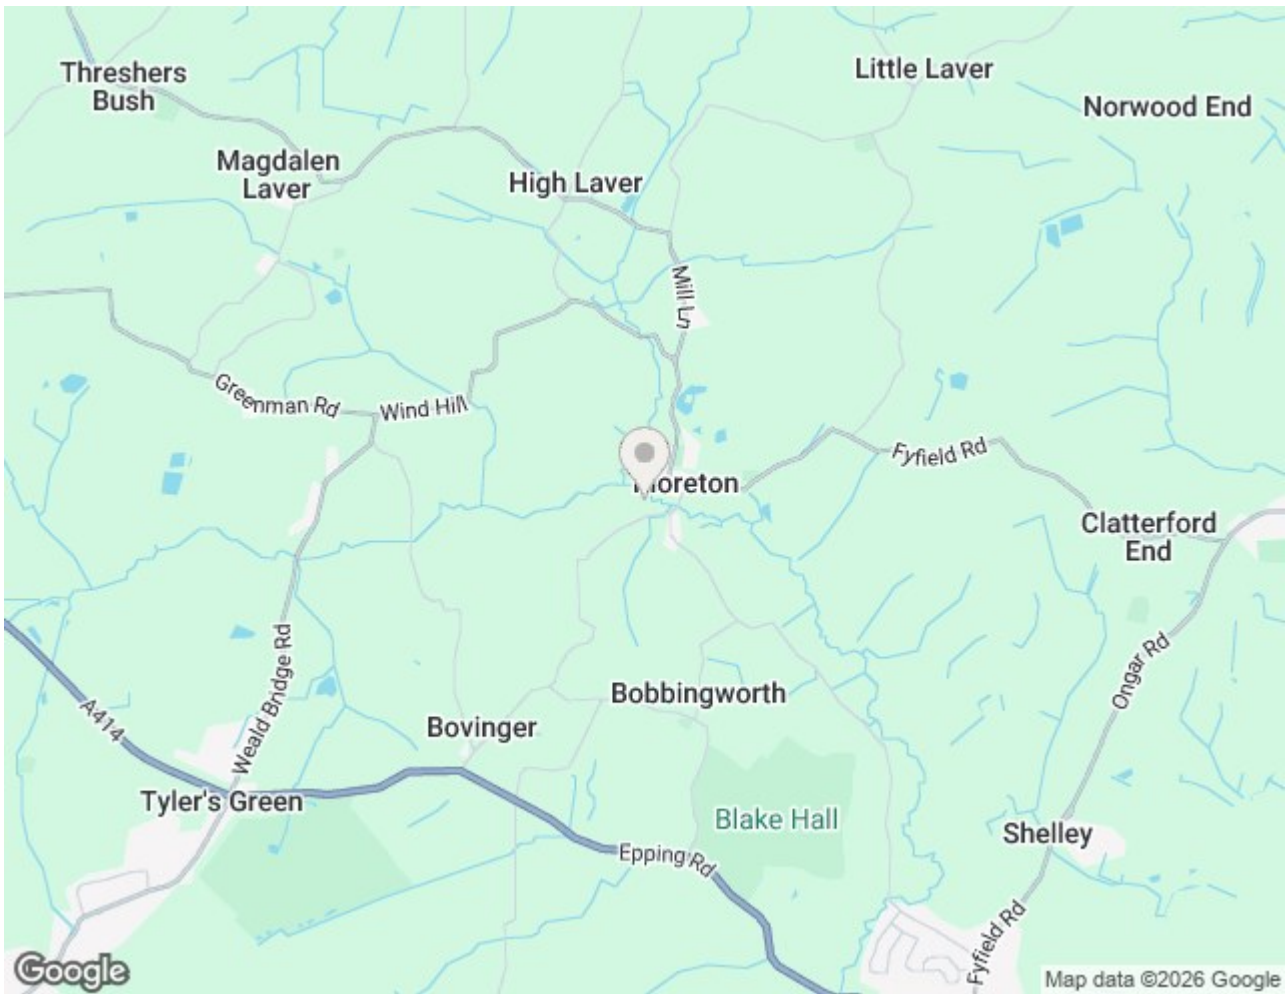 Threshers
Bush
Little Laver
Norwood End
Magdalen
Laver
High Laver
Mill Ln
Greenman Rd
Wind Hill
Fyfield Rd
Moreton
Clatterford
End
Weald Bridge Rd
Ongar Rd
A414
Bobbingworth
Bovinger
Tyler's Green
Blake Hall
Shelley
Epping Rd
Fyfield Rd
Google
Map data ©2026 Google